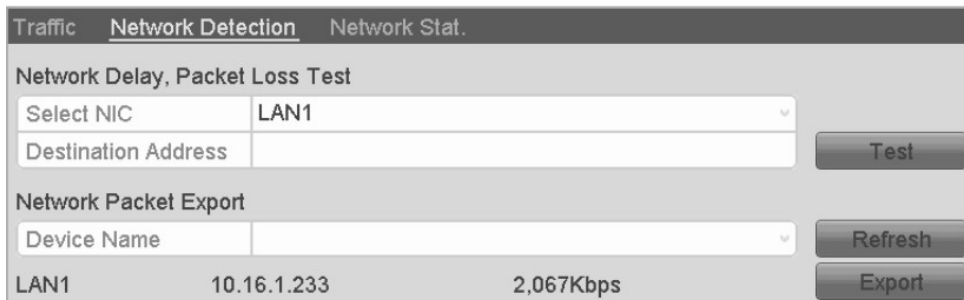 Traffic Network Detection Network Stat.
Network Delay, Packet Loss Test
Select NIC LAN1
Destination Address Test
Network Packet Export
Device Name Refresh
LAN1 10.16.1.233 2,067Kbps Export